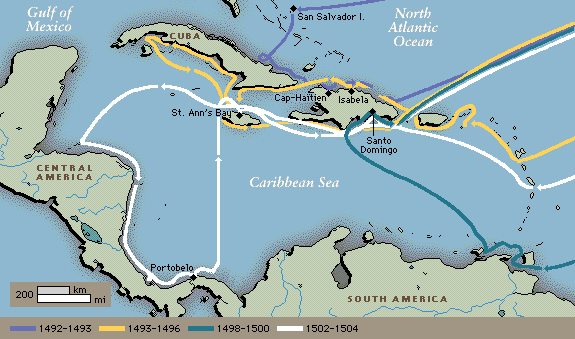 Gulf of
Mexico
San Salvador I.
North
Atlantic
Ocean
CUBA
Cap-Haïtien
Isabela
St. Ann's Bay
Santo
Domingo
CENTRAL
AMERICA
Caribbean Sea
Portobelo
200
km
mi
SOUTH AMERICA
1492-1493
1493-1496
1498-1500
1502-1504